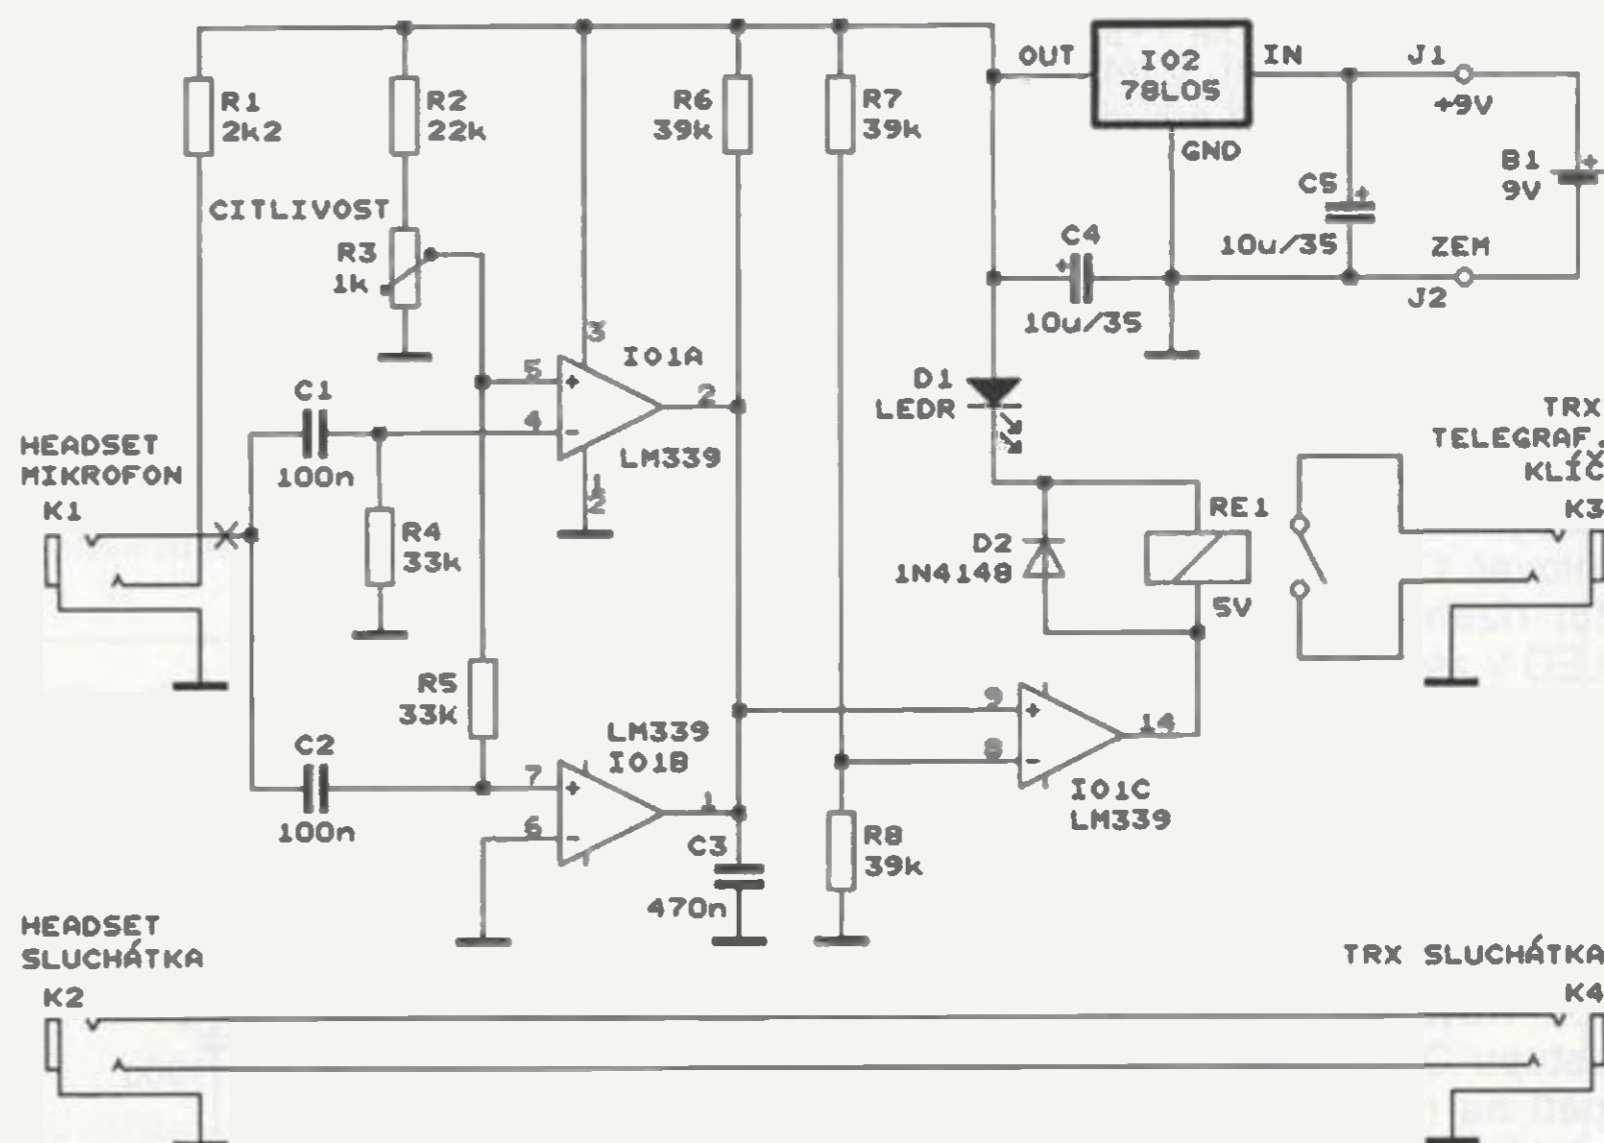 R1
2k2
R2
22k
CITLIVOST
R3
1k
R6
39k
R7
39k
OUT
IO2
78L05
IN
GND
J1
+9V
B1
9V
C5
10u/35
C4
10u/35
ZEM
J2
3
IO1A
5
4
2
12
LM339
C1
100n
HEADSET
MIKROFON
K1
R4
33k
R5
33k
C2
100n
LM339
IO1B
7
6
1
C3
470n
D1
LEDR
D2
1N4148
RE1
5V
TRX
TELEGRAF.
KLÍČ
K3
9
8
14
IO1C
LM339
R8
39k
HEADSET
SLUCHÁTKA
K2
TRX SLUCHÁTKA
K4